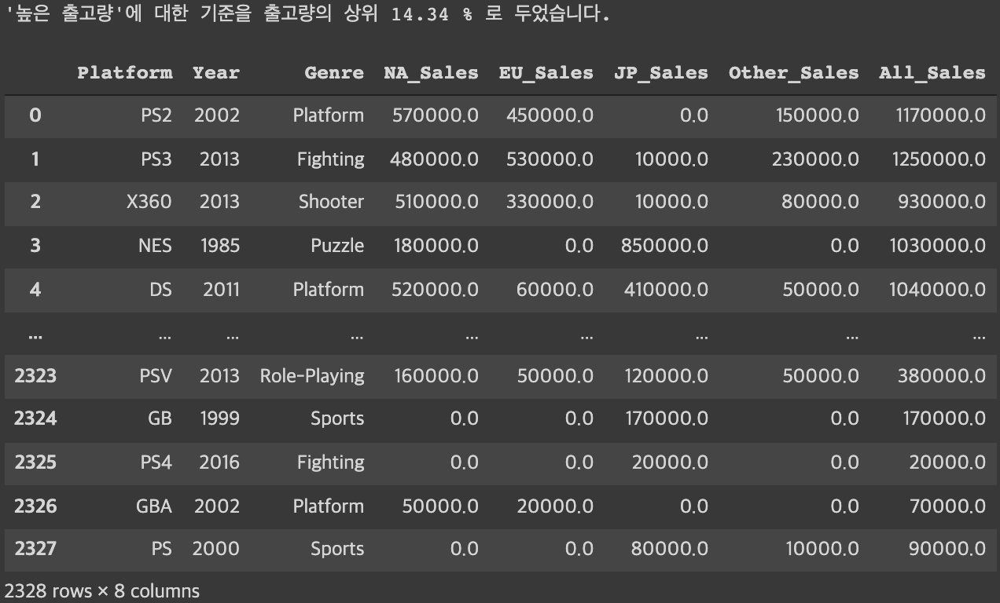 '높은 출고량'에 대한 기준을 출고량의 상위 14.34 % 로 두었습니다.
Platform Year Genre NA_Sales EU_Sales JP_Sales Other_Sales All_Sales
0 PS2 2002 Platform 570000.0 450000.0 0.0 150000.0 1170000.0
1 PS3 2013 Fighting 480000.0 530000.0 10000.0 230000.0 1250000.0
2 X360 2013 Shooter 510000.0 330000.0 10000.0 80000.0 930000.0
3 NES 1985 Puzzle 180000.0 0.0 850000.0 0.0 1030000.0
4 DS 2011 Platform 520000.0 60000.0 410000.0 50000.0 1040000.0
... ... ... ... ... ... ... ... ...
2323 PSV 2013 Role-Playing 160000.0 50000.0 120000.0 50000.0 380000.0
2324 GB 1999 Sports 0.0 0.0 170000.0 0.0 170000.0
2325 PS4 2016 Fighting 0.0 0.0 20000.0 0.0 20000.0
2326 GBA 2002 Platform 50000.0 20000.0 0.0 0.0 70000.0
2327 PS 2000 Sports 0.0 0.0 80000.0 10000.0 90000.0
2328 rows × 8 columns